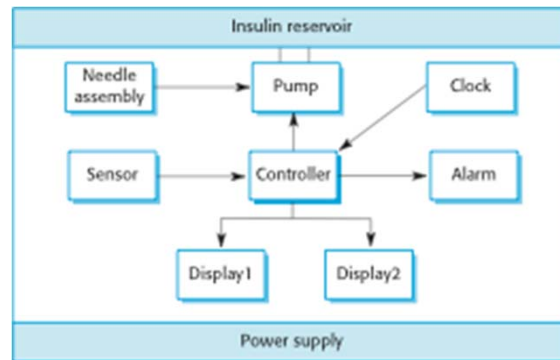 Insulin reservoir
Needle
assembly
Pump
Clock
Sensor
Controller
Alarm
Display1
Display2
Power supply